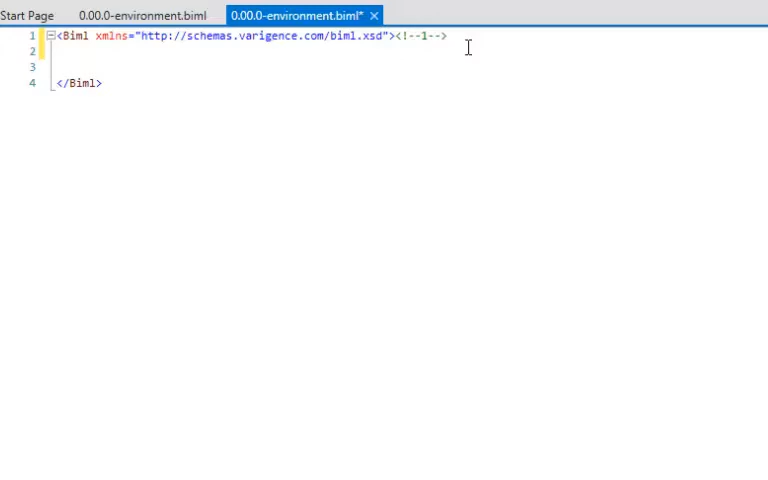 Start Page 0.00.0-environment.biml 0.00.0-environment.biml* ✕
1 <Biml xmlns="http://schemas.varigence.com/biml.xsd"><!--1-->
2
3
4 </Biml>